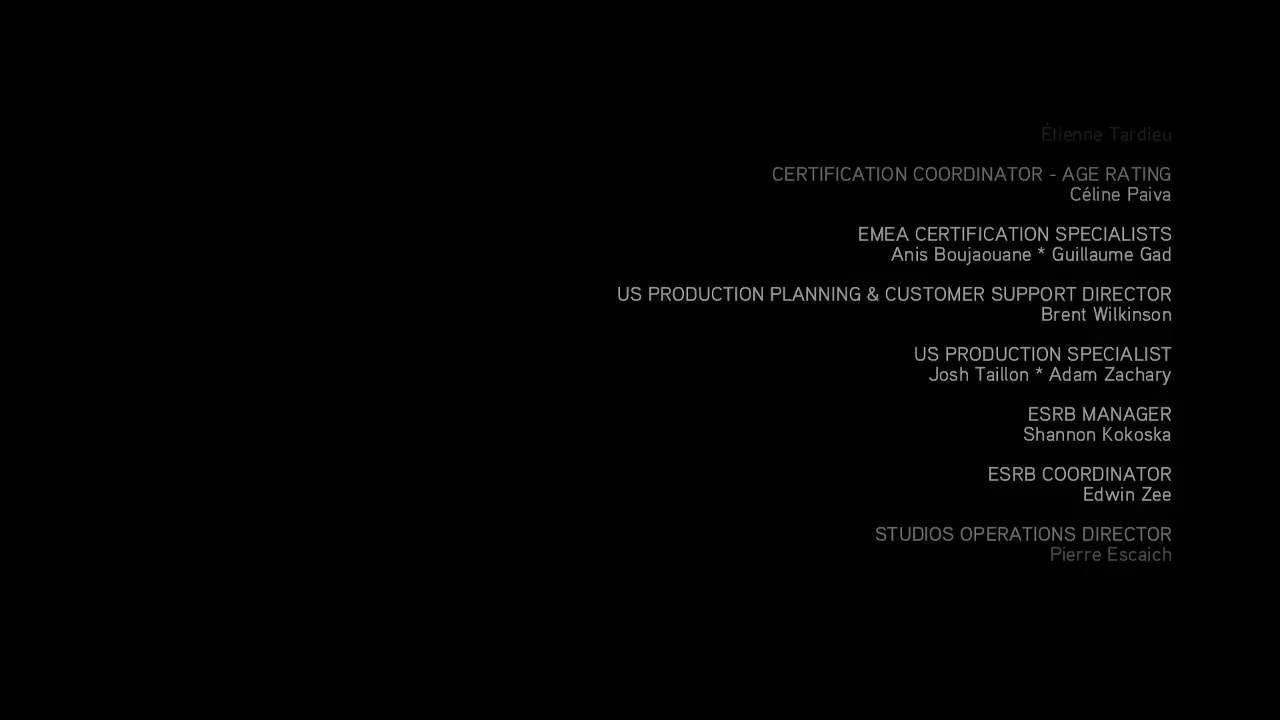 Étienne Tardieu
CERTIFICATION COORDINATOR - AGE RATING
Céline Paiva
EMEA CERTIFICATION SPECIALISTS
Anis Boujaouane * Guillaume Gad
US PRODUCTION PLANNING & CUSTOMER SUPPORT DIRECTOR
Brent Wilkinson
US PRODUCTION SPECIALIST
Josh Taillon * Adam Zachary
ESRB MANAGER
Shannon Kokoska
ESRB COORDINATOR
Edwin Zee
STUDIOS OPERATIONS DIRECTOR
Pierre Escaich